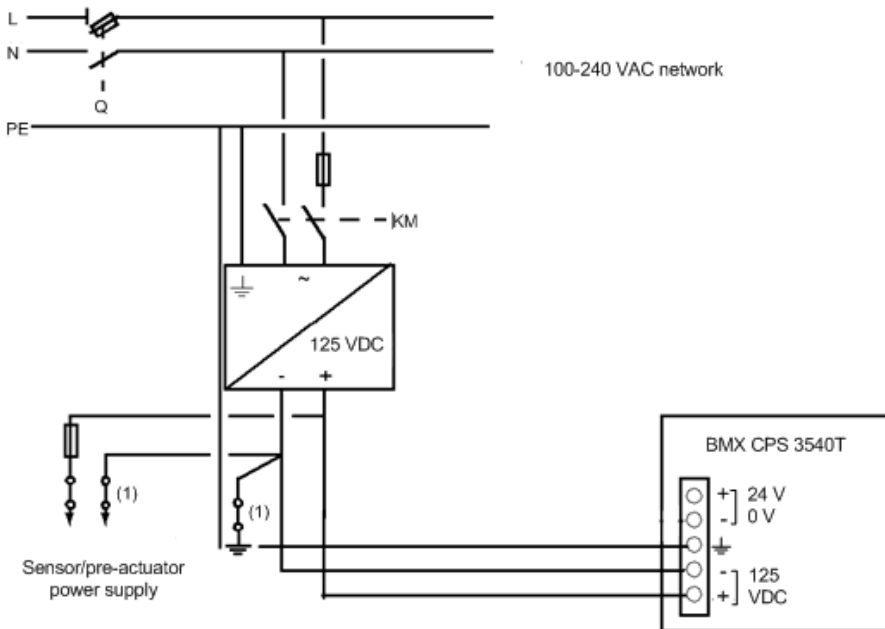 L
N
100-240 VAC network
Q
PE
KM
~
125 VDC
- +
BMX CPS 3540T
+ 24 V
- 0 V
(1)
(1)
Sensor/pre-actuator
power supply
- 125
+ VDC